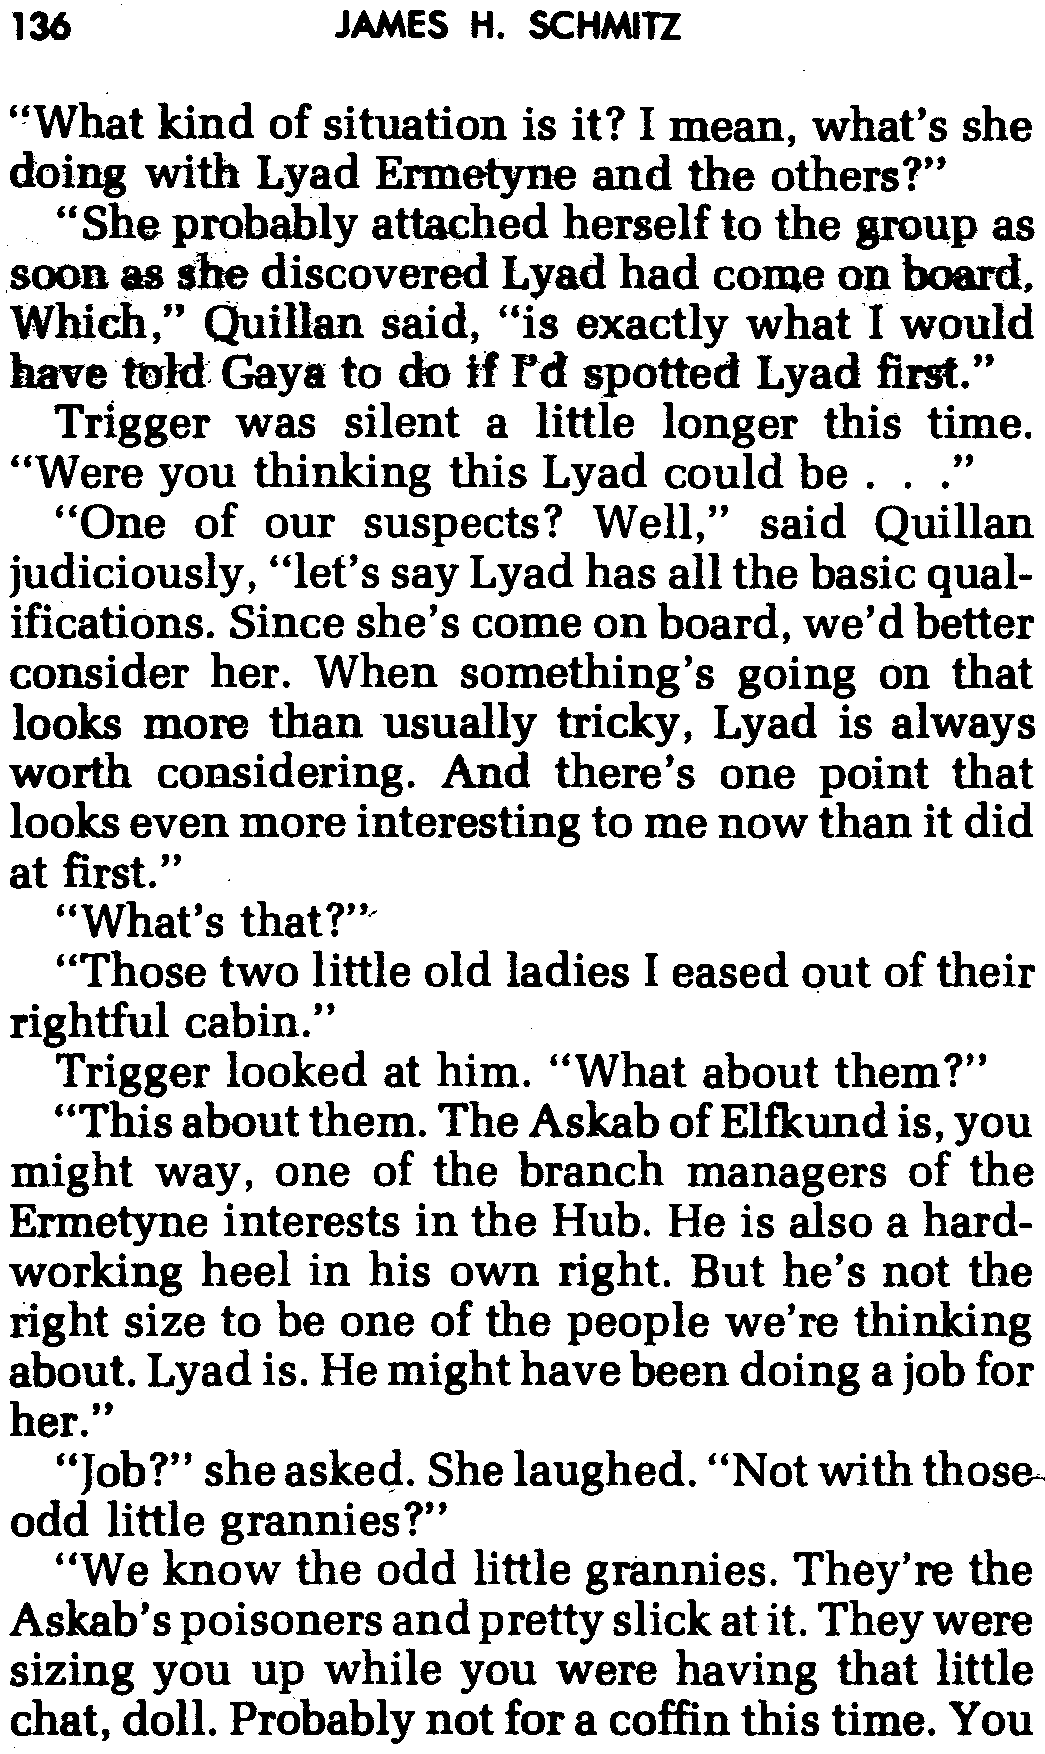 136 JAMES H. SCHMITZ
"What kind of situation is it? I mean, what's she
doing with Lyad Ermetyne and the others?"
"She probably attached herself to the group as
soon as she discovered Lyad had come on board.
Which," Quillan said, "is exactly what I would
have told Gaya to do if I'd spotted Lyad first."
Trigger was silent a little longer this time.
"Were you thinking this Lyad could be . . ."
"One of our suspects? Well," said Quillan
judiciously, "let's say Lyad has all the basic qual-
ifications. Since she's come on board, we'd better
consider her. When something's going on that
looks more than usually tricky, Lyad is always
worth considering. And there's one point that
looks even more interesting to me now than it did
at first."
"What's that?"
"Those two little old ladies I eased out of their
rightful cabin."
Trigger looked at him. "What about them?"
"This about them. The Askab of Elfkund is, you
might way, one of the branch managers of the
Ermetyne interests in the Hub. He is also a hard-
working heel in his own right. But he's not the
right size to be one of the people we're thinking
about. Lyad is. He might have been doing a job for
her."
"Job?" she asked. She laughed. "Not with those
odd little grannies?"
"We know the odd little grannies. They're the
Askab's poisoners and pretty slick at it. They were
sizing you up while you were having that little
chat, doll. Probably not for a coffin this time. You